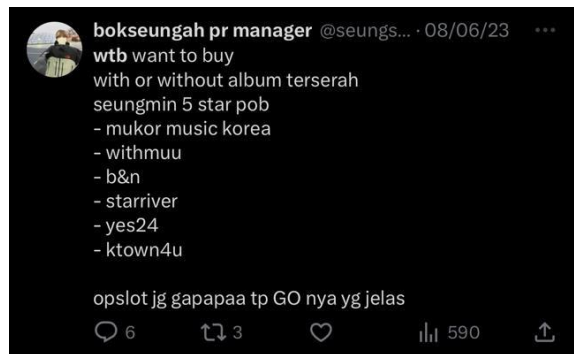 bokseungah pr manager @seungs... · 08/06/23
wtb want to buy
with or without album terserah
seungmin 5 star pob
- mukor music korea
- withmuu
- b&n
- starriver
- yes24
- ktown4u
opslot jg gapapaa tp GO nya yg jelas
6 3 590